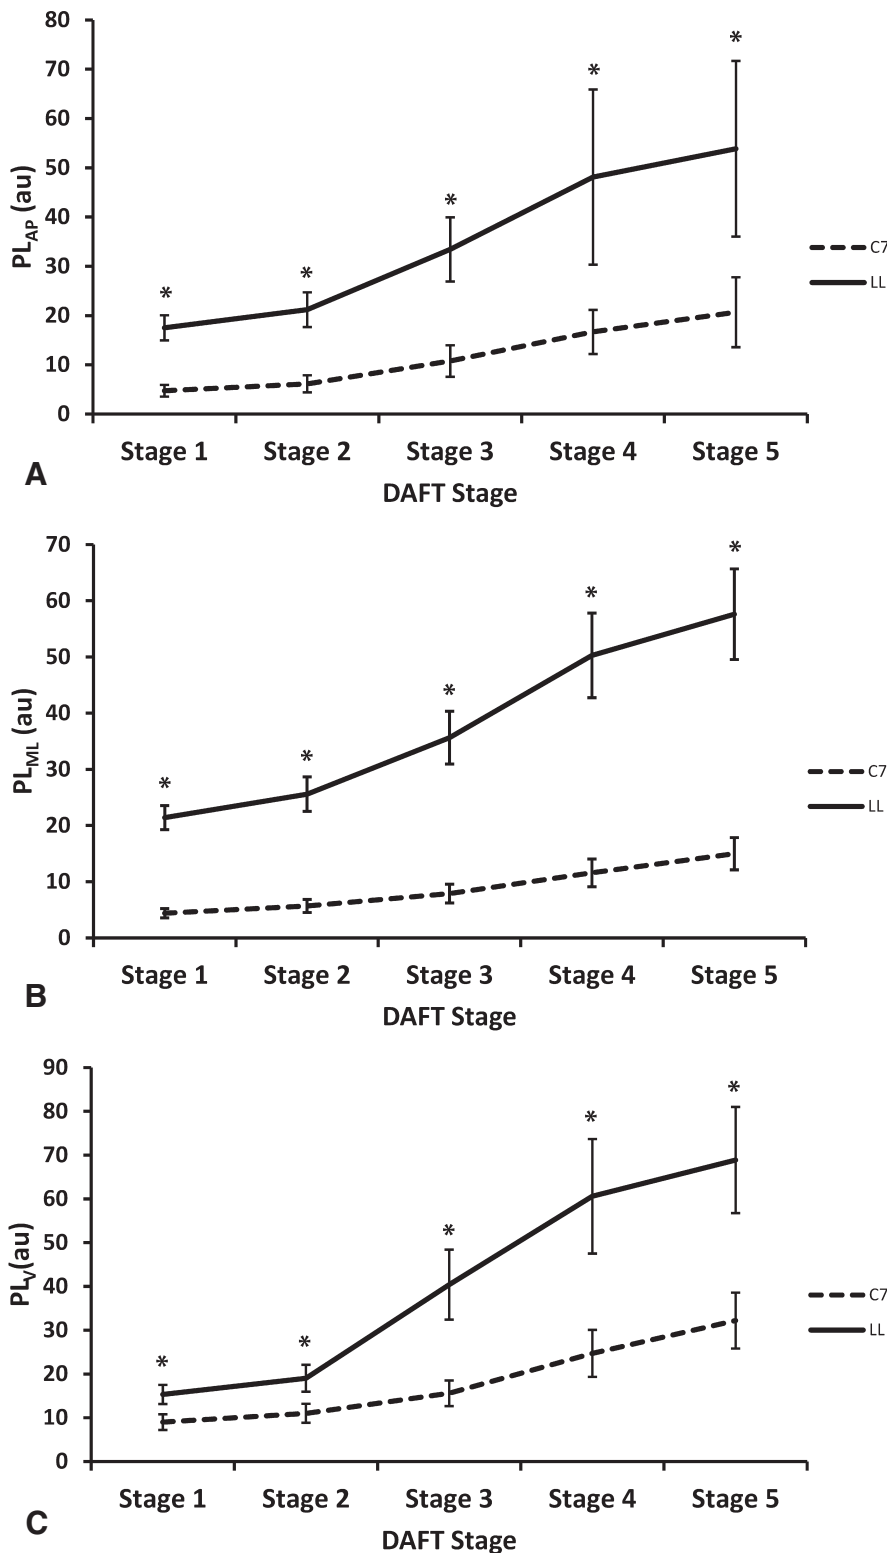 80
*
70
*
60
50
*
40
PLAP (au)
*
30
*
20
10
0
C7
LL
Stage 1 Stage 2 Stage 3 Stage 4 Stage 5
A
DAFT Stage
70
*
60
*
50
*
40
PLML (au)
*
30
*
20
10
0
C7
LL
Stage 1 Stage 2 Stage 3 Stage 4 Stage 5
B
DAFT Stage
90
*
80
*
70
60
*
50
PLV(au)
40
30
*
*
20
10
0
C7
LL
Stage 1 Stage 2 Stage 3 Stage 4 Stage 5
C
DAFT Stage